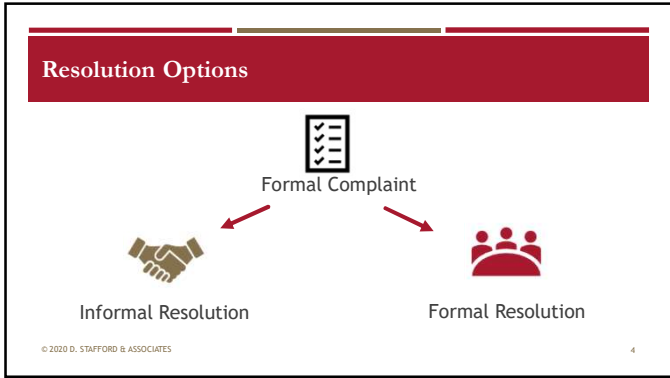 Resolution Options
Formal Complaint
Informal Resolution
Formal Resolution
© 2020 D. STAFFORD & ASSOCIATES
4